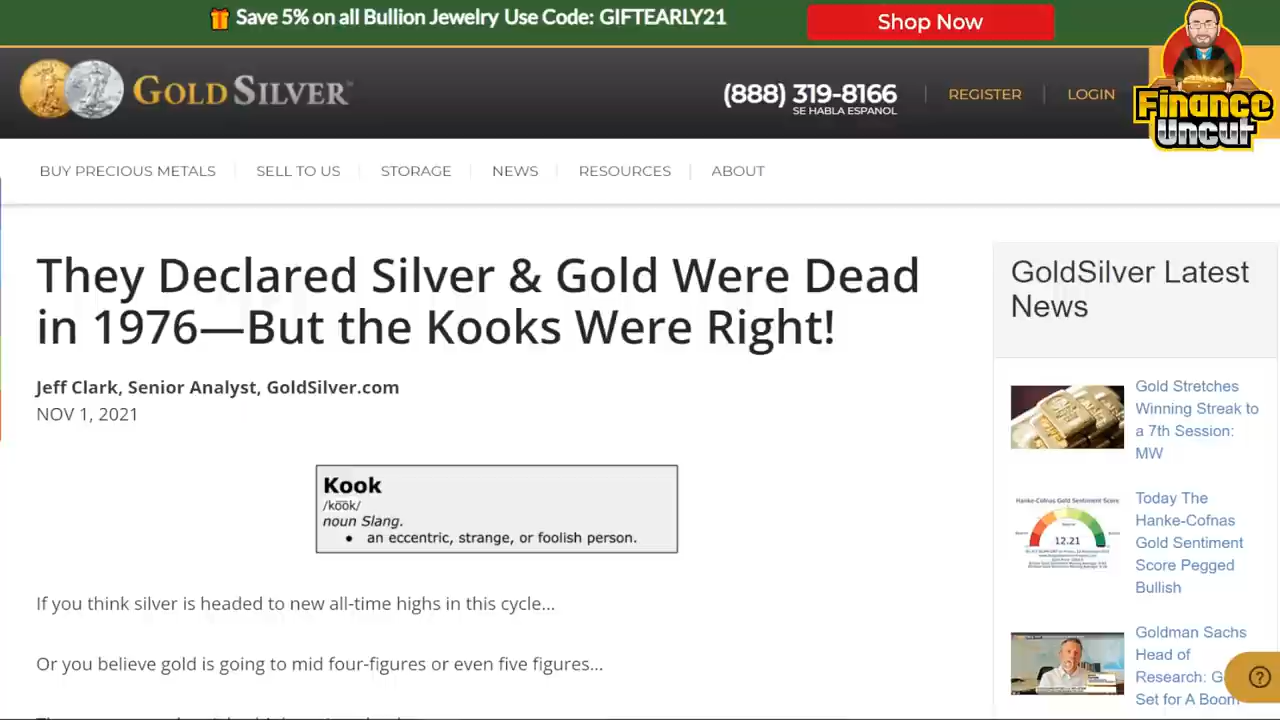 Save 5% on all Bullion Jewelry Use Code: GIFTEARLY21
Shop Now
GOLDSILVER
(888) 319-8166
SE HABLA ESPANOL
REGISTER
LOGIN
Finance
Uncut
BUY PRECIOUS METALS
SELL TO US
STORAGE
NEWS
RESOURCES
ABOUT
They Declared Silver & Gold Were Dead
in 1976—But the Kooks Were Right!
Jeff Clark, Senior Analyst, GoldSilver.com
NOV 1, 2021
Kook
/ko͞ok/
noun Slang.
• an eccentric, strange, or foolish person.
If you think silver is headed to new all-time highs in this cycle...
Or you believe gold is going to mid four-figures or even five figures...
GoldSilver Latest
News
Gold Stretches
Winning Streak to
a 7th Session:
MW
Hanke-Cofnas Gold Sentiment Score
12.21
Today The
Hanke-Cofnas
Gold Sentiment
Score Pegged
Bullish
Goldman Sachs
Head of
Research: G
Set for A Boom